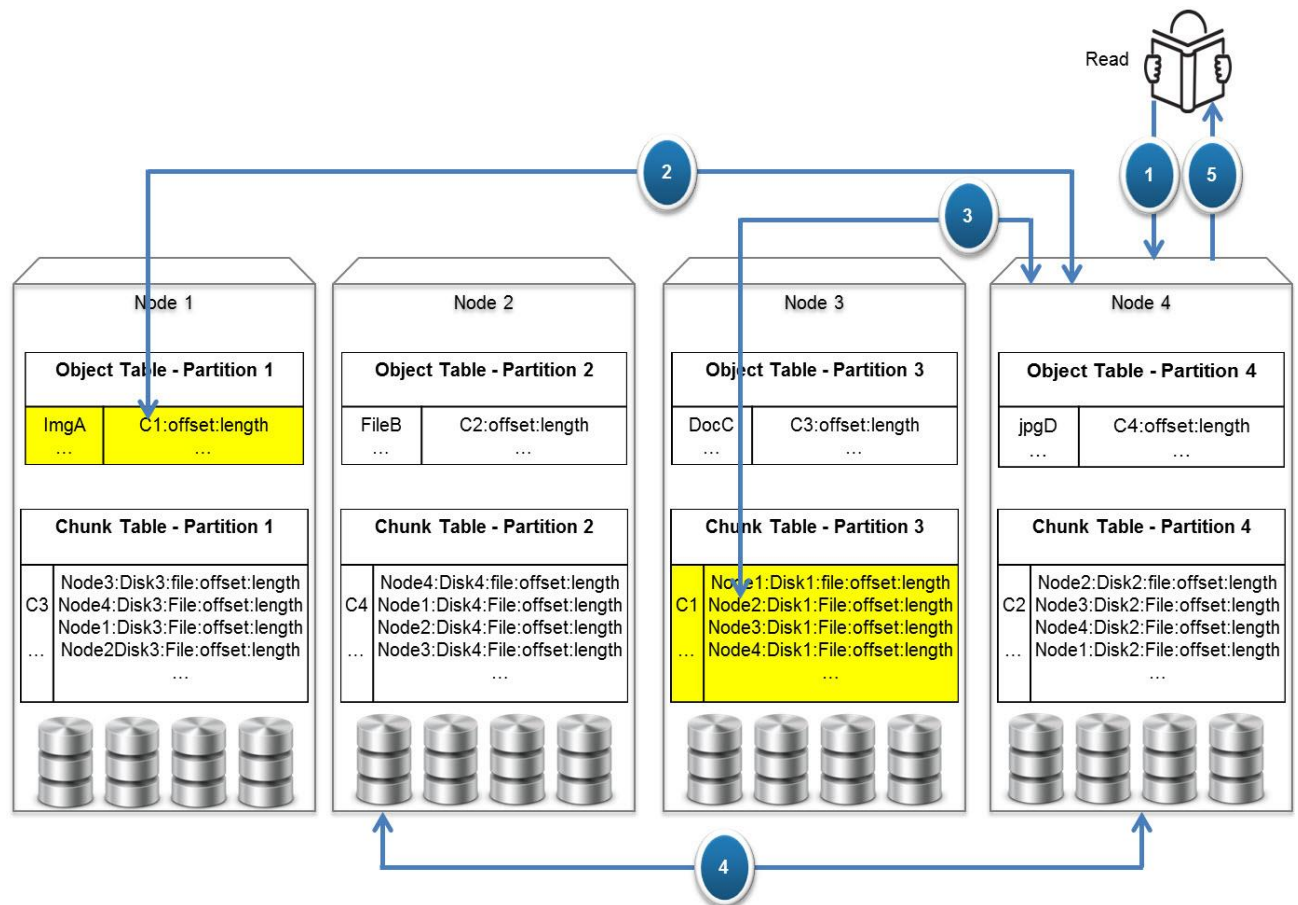 Read
1
5
2
3
Node 1
Object Table - Partition 1
ImgA
C1:offset:length
…
…
Chunk Table - Partition 1
C3
…
Node3:Disk3:file:offset:length
Node4:Disk3:File:offset:length
Node1:Disk3:File:offset:length
Node2Disk3:File:offset:length
…
Node 2
Object Table - Partition 2
FileB
C2:offset:length
…
…
Chunk Table - Partition 2
C4
…
Node4:Disk4:file:offset:length
Node1:Disk4:File:offset:length
Node2:Disk4:File:offset:length
Node3:Disk4:File:offset:length
…
Node 3
Object Table - Partition 3
DocC
C3:offset:length
…
…
Chunk Table - Partition 3
C1
…
Node1:Disk1:file:offset:length
Node2:Disk1:File:offset:length
Node3:Disk1:File:offset:length
Node4:Disk1:File:offset:length
…
Node 4
Object Table - Partition 4
jpgD
C4:offset:length
…
…
Chunk Table - Partition 4
C2
…
Node2:Disk2:file:offset:length
Node3:Disk2:File:offset:length
Node4:Disk2:File:offset:length
Node1:Disk2:File:offset:length
…
4